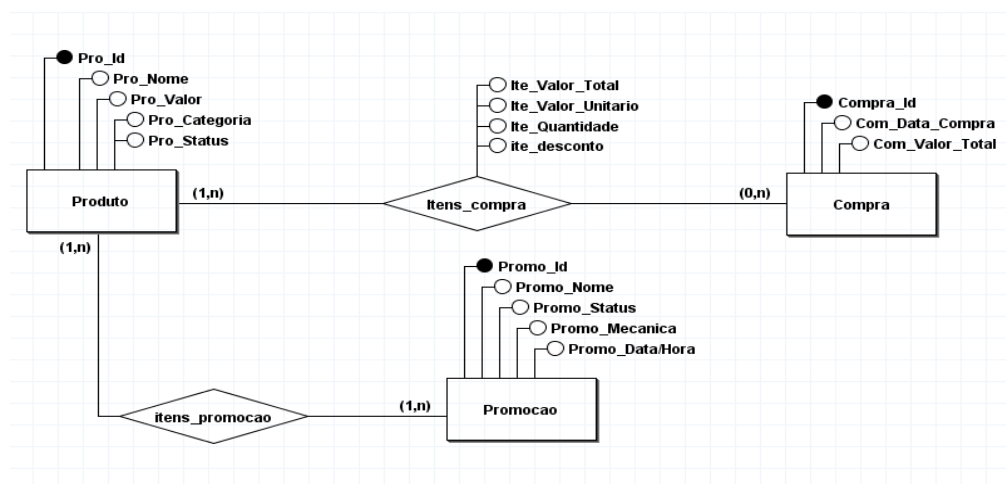 Pro_Id
Pro_Nome
Pro_Valor
Pro_Categoria
Pro_Status
Produto
(1,n)
(1,n)
Ite_Valor_Total
Ite_Valor_Unitario
Ite_Quantidade
ite_desconto
Itens_compra
(0,n)
Compra_Id
Com_Data_Compra
Com_Valor_Total
Compra
Promo_Id
Promo_Nome
Promo_Status
Promo_Mecanica
Promo_Data/Hora
itens_promocao
(1,n)
Promocao